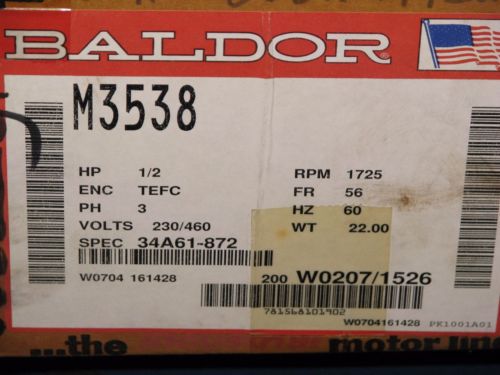 BALDOR
M3538
HP 1/2 RPM 1725
ENC TEFC FR 56
PH 3 HZ 60
VOLTS 230/460 WT 22.00
SPEC 34A61-872
W0704 161428 200 W0207/1526
781568101902
W0704161428 PK1001A01
...the motor line